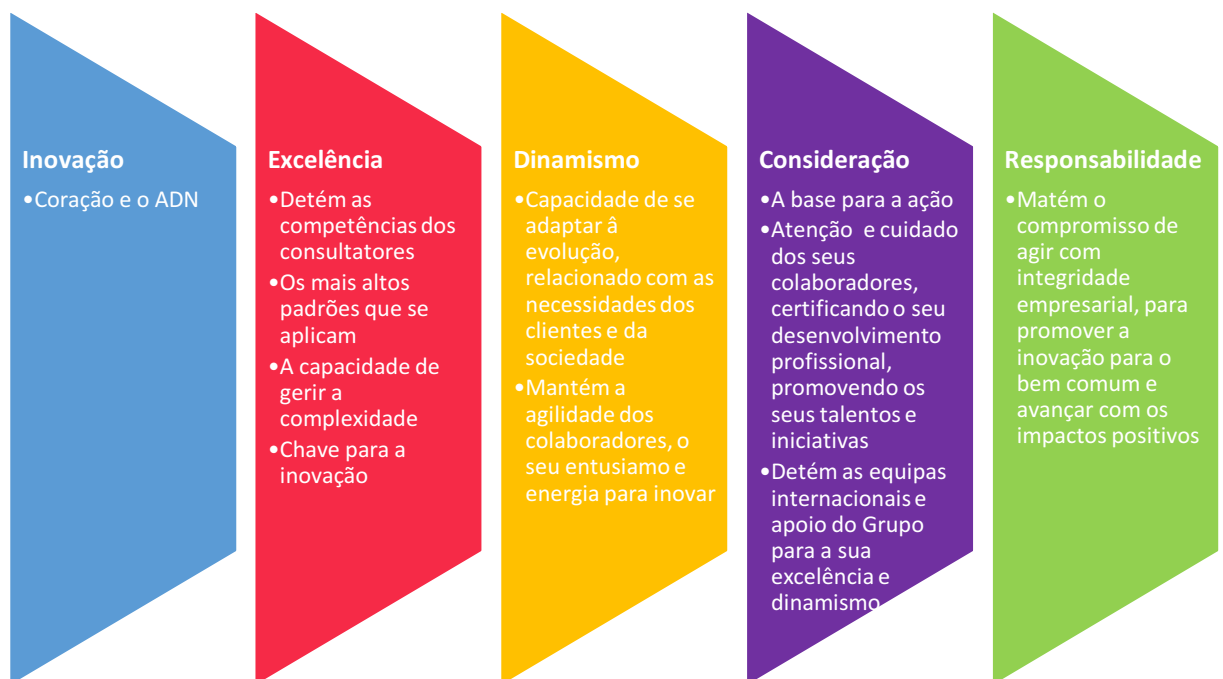 Inovação
•Coração e o ADN
Excelência
•Detém as
competências dos
consultatores
•Os mais altos
padrões que se
aplicam
•A capacidade de
gerir a
complexidade
•Chave para a
inovação
Dinamismo
•Capacidade de se
adaptar â
evolução,
relacionado com as
necessidades dos
clientes e da
sociedade
•Mantém a
agilidade dos
colaboradores, o
seu entusiamo e
energia para inovar
Consideração
•A base para a ação
•Atenção e cuidado
dos seus
colaboradores,
certificando o seu
desenvolvimento
profissional,
promovendo os
seus talentos e
iniciativas
•Detém as equipas
internacionais e
apoio do Grupo
para a sua
excelência e
dinamismo
Responsabilidade
•Matém o
compromisso de
agir com
integridade
empresarial, para
promover a
inovação para o
bem comum e
avançar com os
impactos positivos